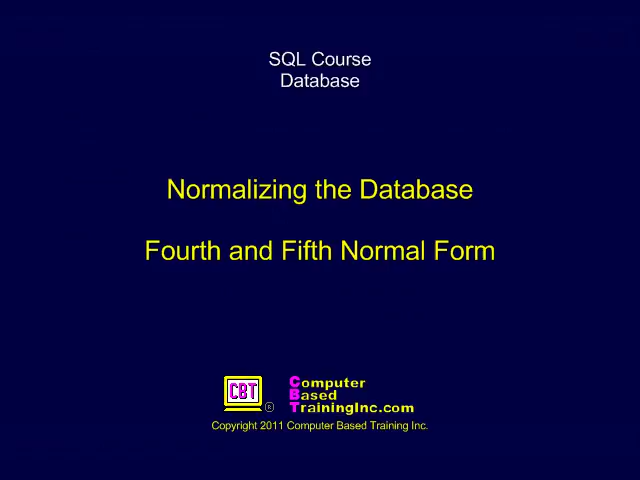 SQL Course
Database
Normalizing the Database
Fourth and Fifth Normal Form
CBT ®
Computer
Based
TrainingInc.com
Copyright 2011 Computer Based Training Inc.